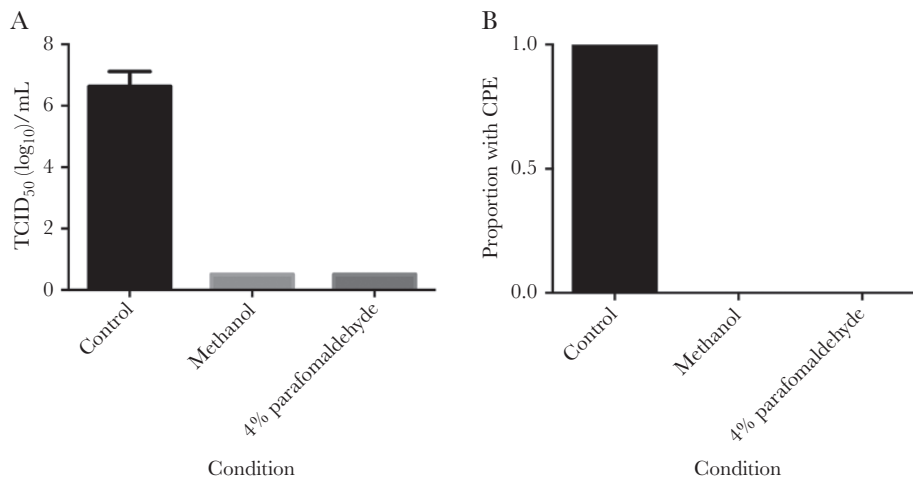 A
TCID50 (log10)/mL
8
6
4
2
0
Control
Methanol
4% parafomaldehyde
Condition
B
Proportion with CPE
1.0
0.5
0.0
Control
Methanol
4% parafomaldehyde
Condition